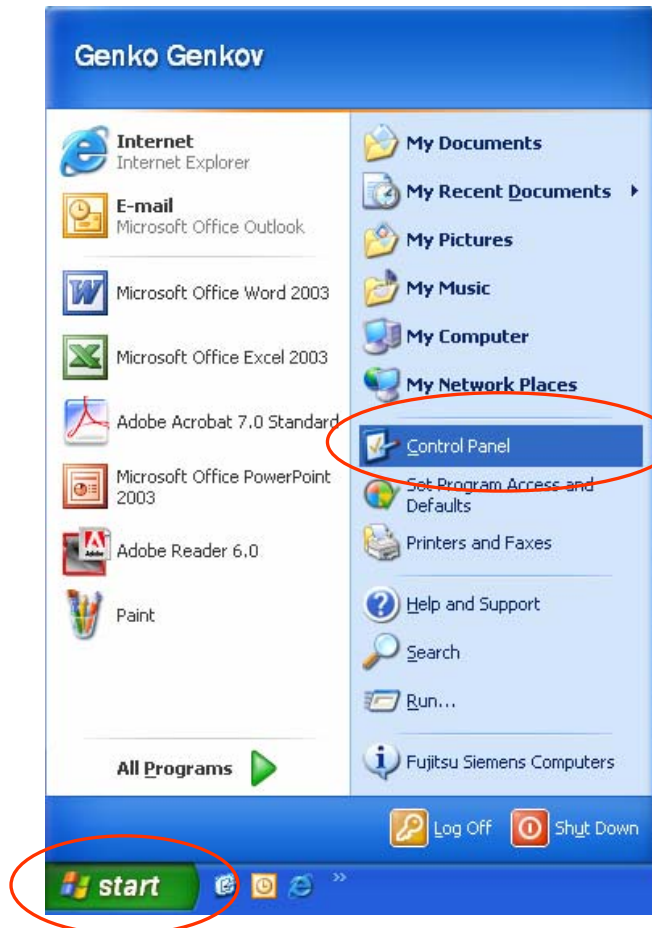 Genko Genkov
Internet
Internet Explorer
E-mail
Microsoft Office Outlook
Microsoft Office Word 2003
Microsoft Office Excel 2003
Adobe Acrobat 7.0 Standard
Microsoft Office PowerPoint
2003
Adobe Reader 6.0
Paint
All Programs
My Documents
My Recent Documents
My Pictures
My Music
My Computer
My Network Places
Control Panel
Set Program Access and
Defaults
Printers and Faxes
Help and Support
Search
Run...
Fujitsu Siemens Computers
Log Off
Shut Down
start
»